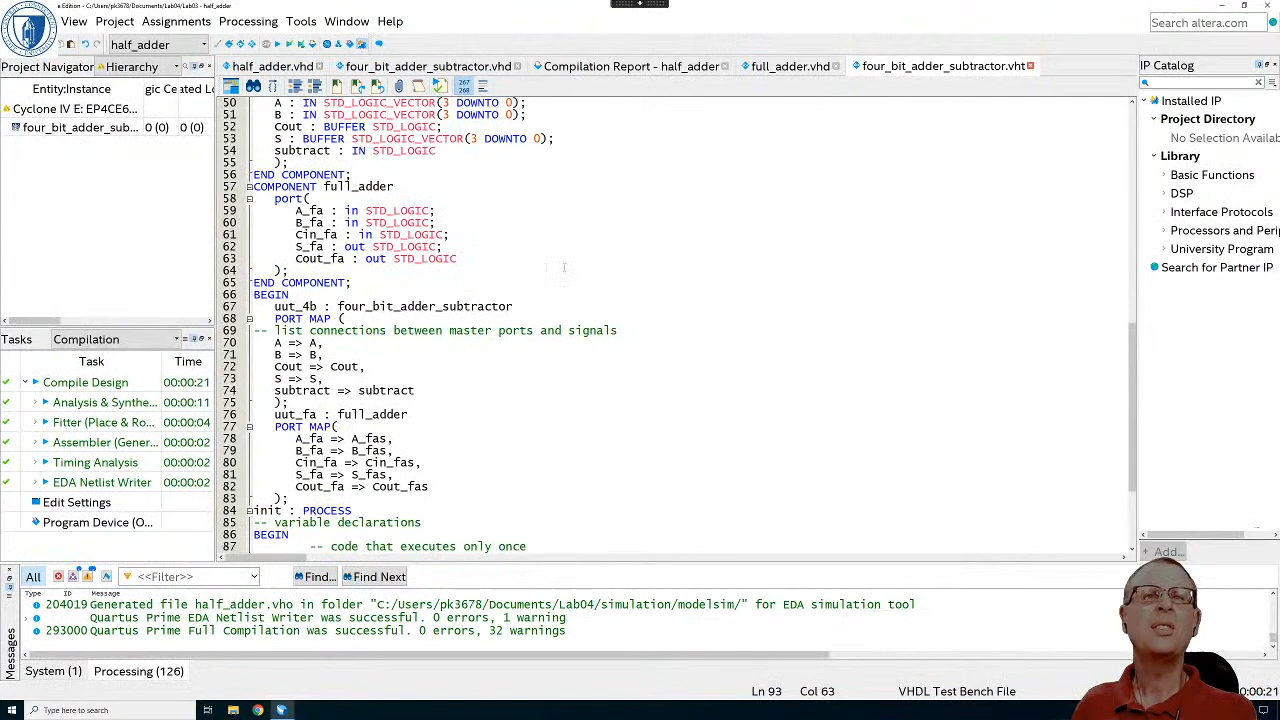 e Edition - C:/Users/pk3678/Documents/Lab04/half_adder - half_adder
View Project Assignments Processing Tools Window Help
Search altera.com
half_adder
Project Navigator Hierarchy
half_adder.vhd four_bit_adder_subtractor.vhd Compilation Report - half_adder full_adder.vhd four_bit_adder_subtractor.vht
IP Catalog
Entity:Instance gic Created Lo
Cyclone IV E: EP4CE6...
four_bit_adder_sub... 0 (0) 0 (0)
Tasks Compilation
Task Time
Compile Design 00:00:21
Analysis & Synthe... 00:00:11
Fitter (Place & Ro... 00:00:04
Assembler (Gener... 00:00:02
Timing Analysis 00:00:02
EDA Netlist Writer 00:00:02
Edit Settings
Program Device (O...
267
268
50 A : IN STD_LOGIC_VECTOR(3 DOWNTO 0);
51 B : IN STD_LOGIC_VECTOR(3 DOWNTO 0);
52 Cout : BUFFER STD_LOGIC;
53 S : BUFFER STD_LOGIC_VECTOR(3 DOWNTO 0);
54 subtract : IN STD_LOGIC
55 );
56 END COMPONENT;
57 COMPONENT full_adder
58 port(
59 A_fa : in STD_LOGIC;
60 B_fa : in STD_LOGIC;
61 Cin_fa : in STD_LOGIC;
62 S_fa : out STD_LOGIC;
63 Cout_fa : out STD_LOGIC
64 );
65 END COMPONENT;
66 BEGIN
67 uut_4b : four_bit_adder_subtractor
68 PORT MAP (
69 -- list connections between master ports and signals
70 A => A,
71 B => B,
72 Cout => Cout,
73 S => S,
74 subtract => subtract
75 );
76 uut_fa : full_adder
77 PORT MAP(
78 A_fa => A_fas,
79 B_fa => B_fas,
80 Cin_fa => Cin_fas,
81 S_fa => S_fas,
82 Cout_fa => Cout_fas
83 );
84 init : PROCESS
85 -- variable declarations
86 BEGIN
87 -- code that executes only once
Installed IP
Project Directory
No Selection Availab
Library
Basic Functions
DSP
Interface Protocols
Processors and Peri
University Program
Search for Partner IP
+ Add...
Messages
All <<Filter>> Find... Find Next
ID Message
204019 Generated file half_adder.vho in folder "C:/Users/pk3678/Documents/Lab04/simulation/modelsim/" for EDA simulation tool
Quartus Prime EDA Netlist Writer was successful. 0 errors, 1 warning
293000 Quartus Prime Full Compilation was successful. 0 errors, 32 warnings
System (1) Processing (126)
Ln 93 Col 63 VHDL Test Bench File 00:00:21
Type here to search